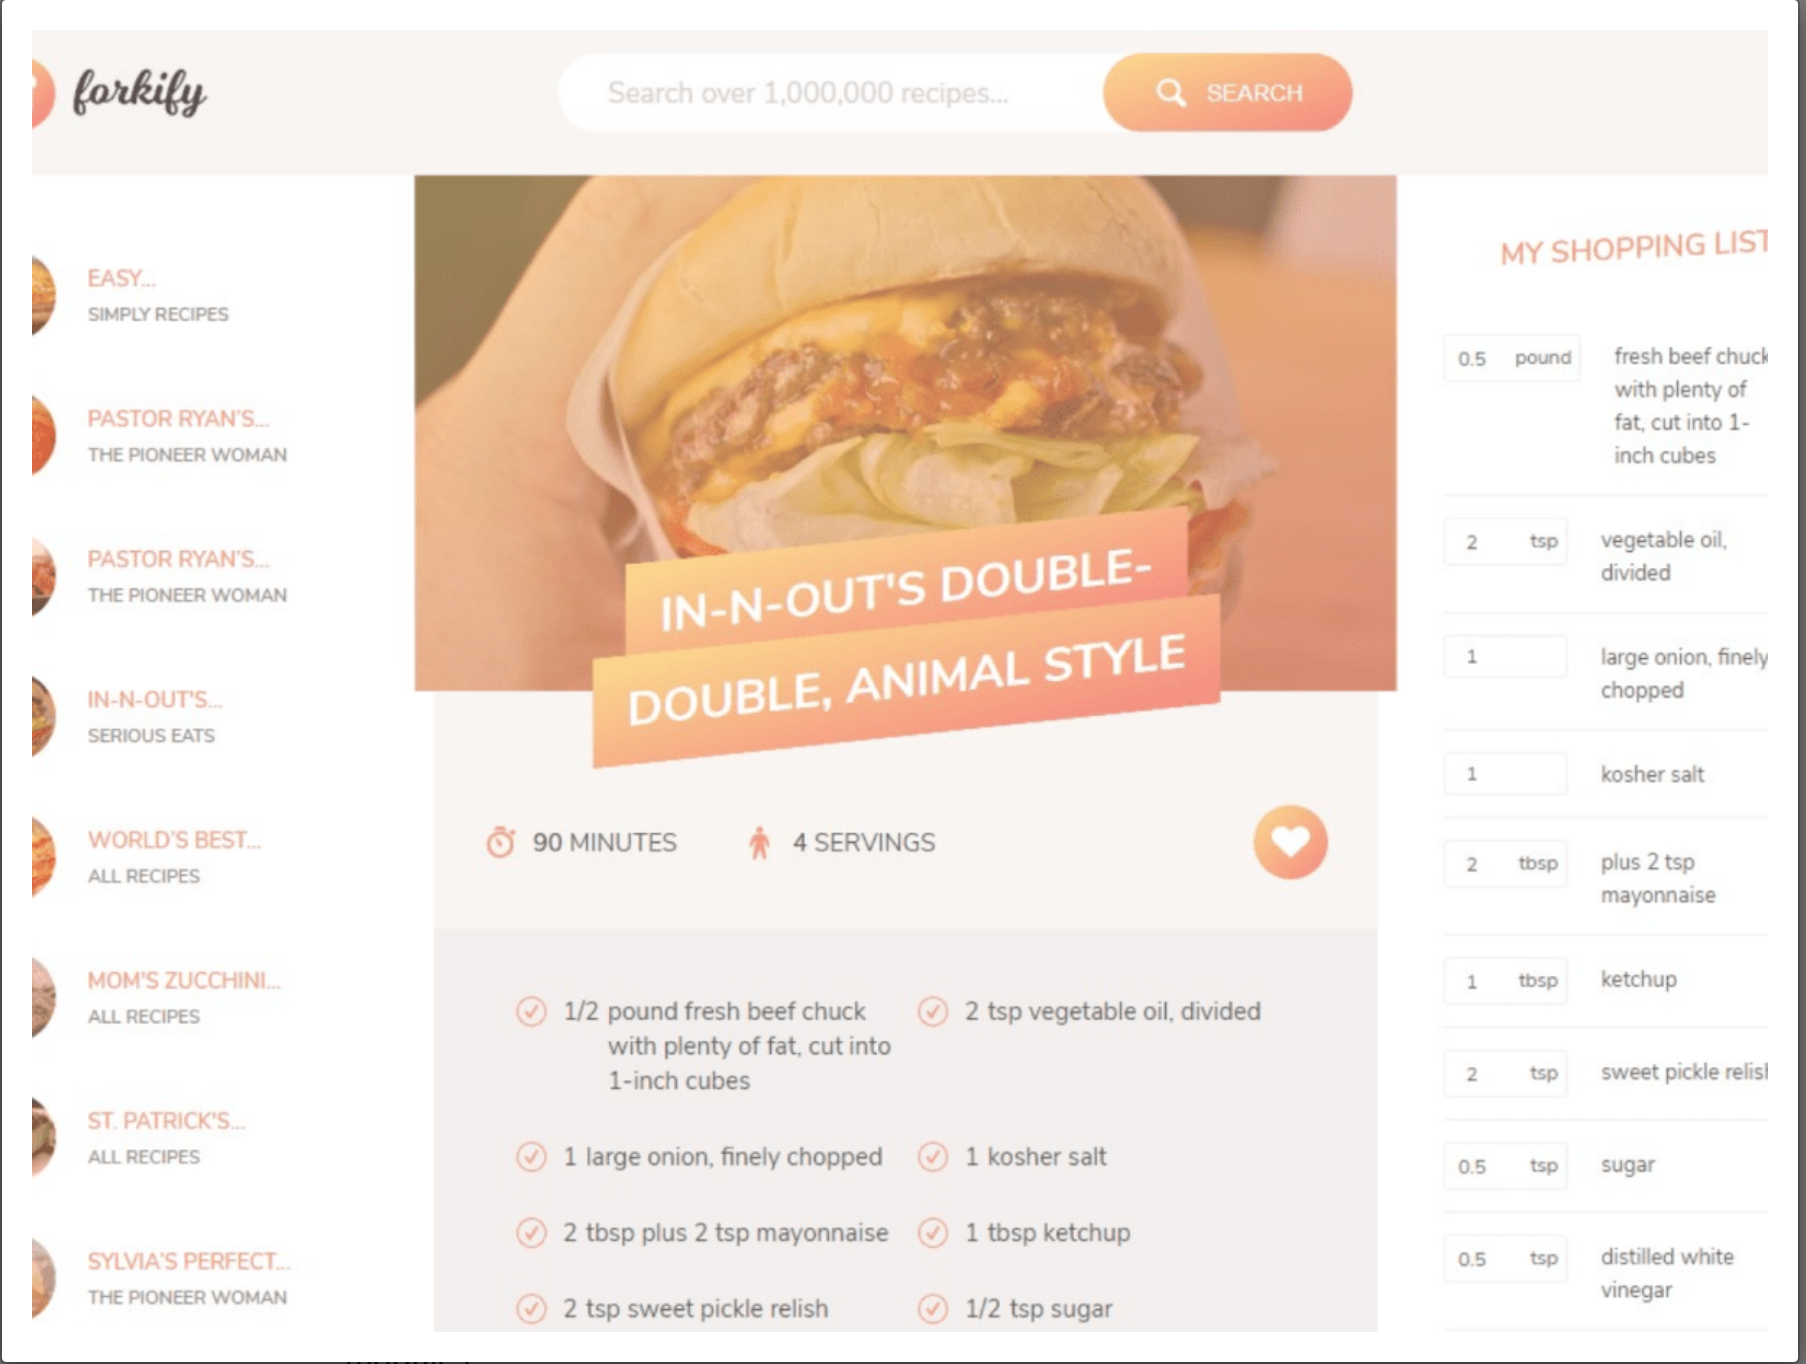 forkify
Search over 1,000,000 recipes...
SEARCH
EASY...
SIMPLY RECIPES
PASTOR RYAN'S...
THE PIONEER WOMAN
PASTOR RYAN'S...
THE PIONEER WOMAN
IN-N-OUT'S...
SERIOUS EATS
WORLD'S BEST...
ALL RECIPES
MOM'S ZUCCHINI...
ALL RECIPES
ST. PATRICK'S...
ALL RECIPES
SYLVIA'S PERFECT...
THE PIONEER WOMAN
IN-N-OUT'S DOUBLE-
DOUBLE, ANIMAL STYLE
90 MINUTES
4 SERVINGS
1/2 pound fresh beef chuck
with plenty of fat, cut into
1-inch cubes
2 tsp vegetable oil, divided
1 large onion, finely chopped
1 kosher salt
2 tbsp plus 2 tsp mayonnaise
1 tbsp ketchup
2 tsp sweet pickle relish
1/2 tsp sugar
MY SHOPPING LIST
0.5 pound fresh beef chuck
with plenty of
fat, cut into 1-
inch cubes
2 tsp vegetable oil,
divided
1 large onion, finely
chopped
1 kosher salt
2 tbsp plus 2 tsp
mayonnaise
1 tbsp ketchup
2 tsp sweet pickle relish
0.5 tsp sugar
0.5 tsp distilled white
vinegar